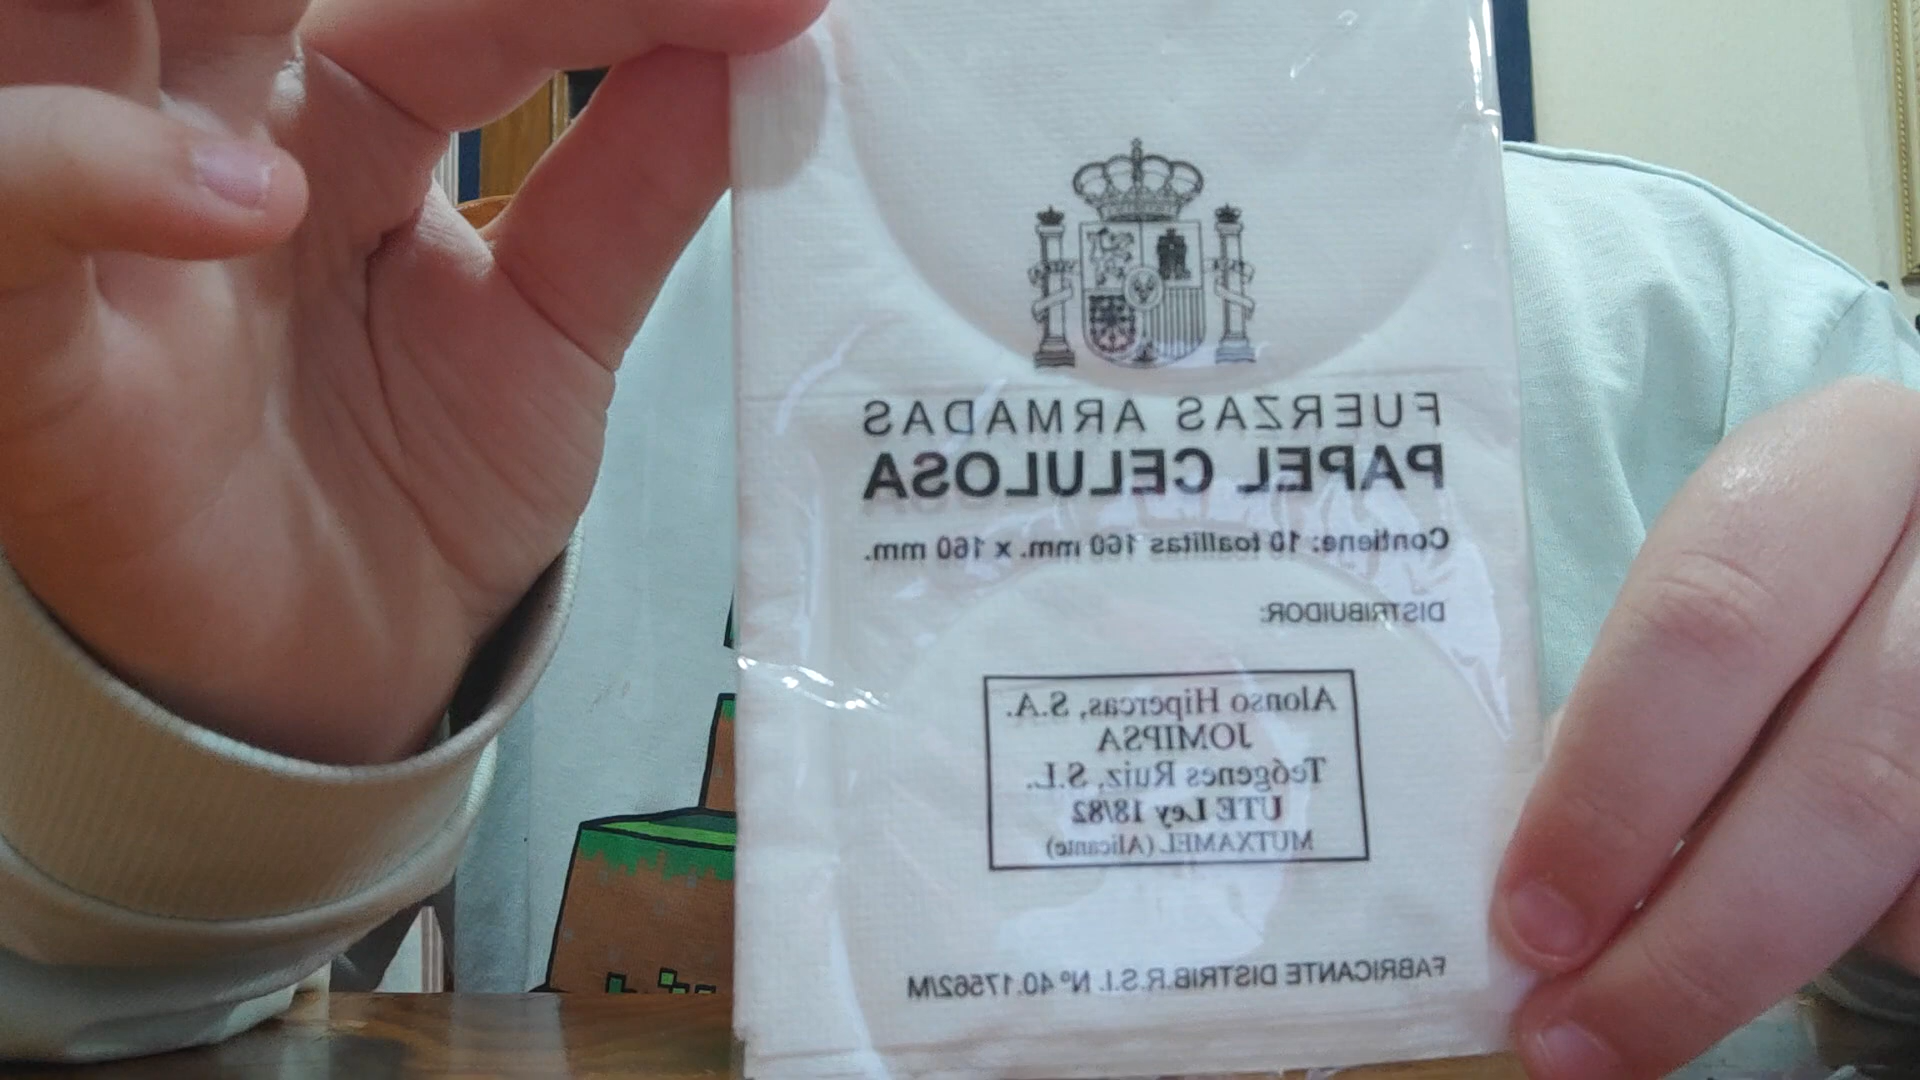 FUERZAS ARMADAS
PAPEL CELULOSA
Contiene: 10 toallitas 160 mm. x 160 mm.
DISTRIBUIDOR:
Alonso Hipercas, S.A.
JOMIPSA
Teógenes Ruiz, S.L.
UTE Ley 18/82
MUTXAMEL (Alicante)
FABRICANTE DISTRIB.R.S.I. Nº 40.17562/M